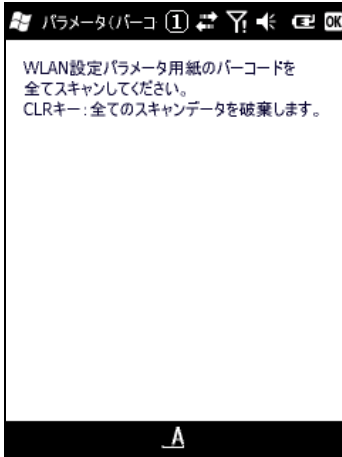 パラメータ(バーコ 1 OK
WLAN設定パラメータ用紙のバーコードを
全てスキャンしてください。
CLRキー:全てのスキャンデータを破棄します。
A